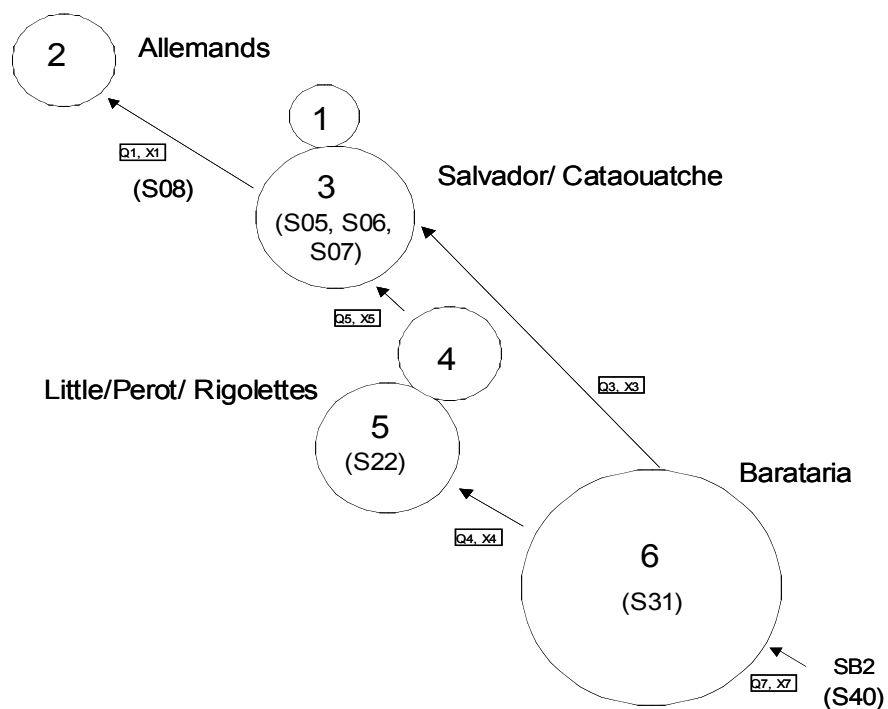 2
Allemands
1
Q1, X1
(S08)
3
(S05, S06,
S07)
Salvador/ Cataouatche
Q5, X5
4
Q3, X3
Little/Perot/ Rigolettes
5
(S22)
Barataria
Q4, X4
6
(S31)
SB2
(S40)
Q7, X7